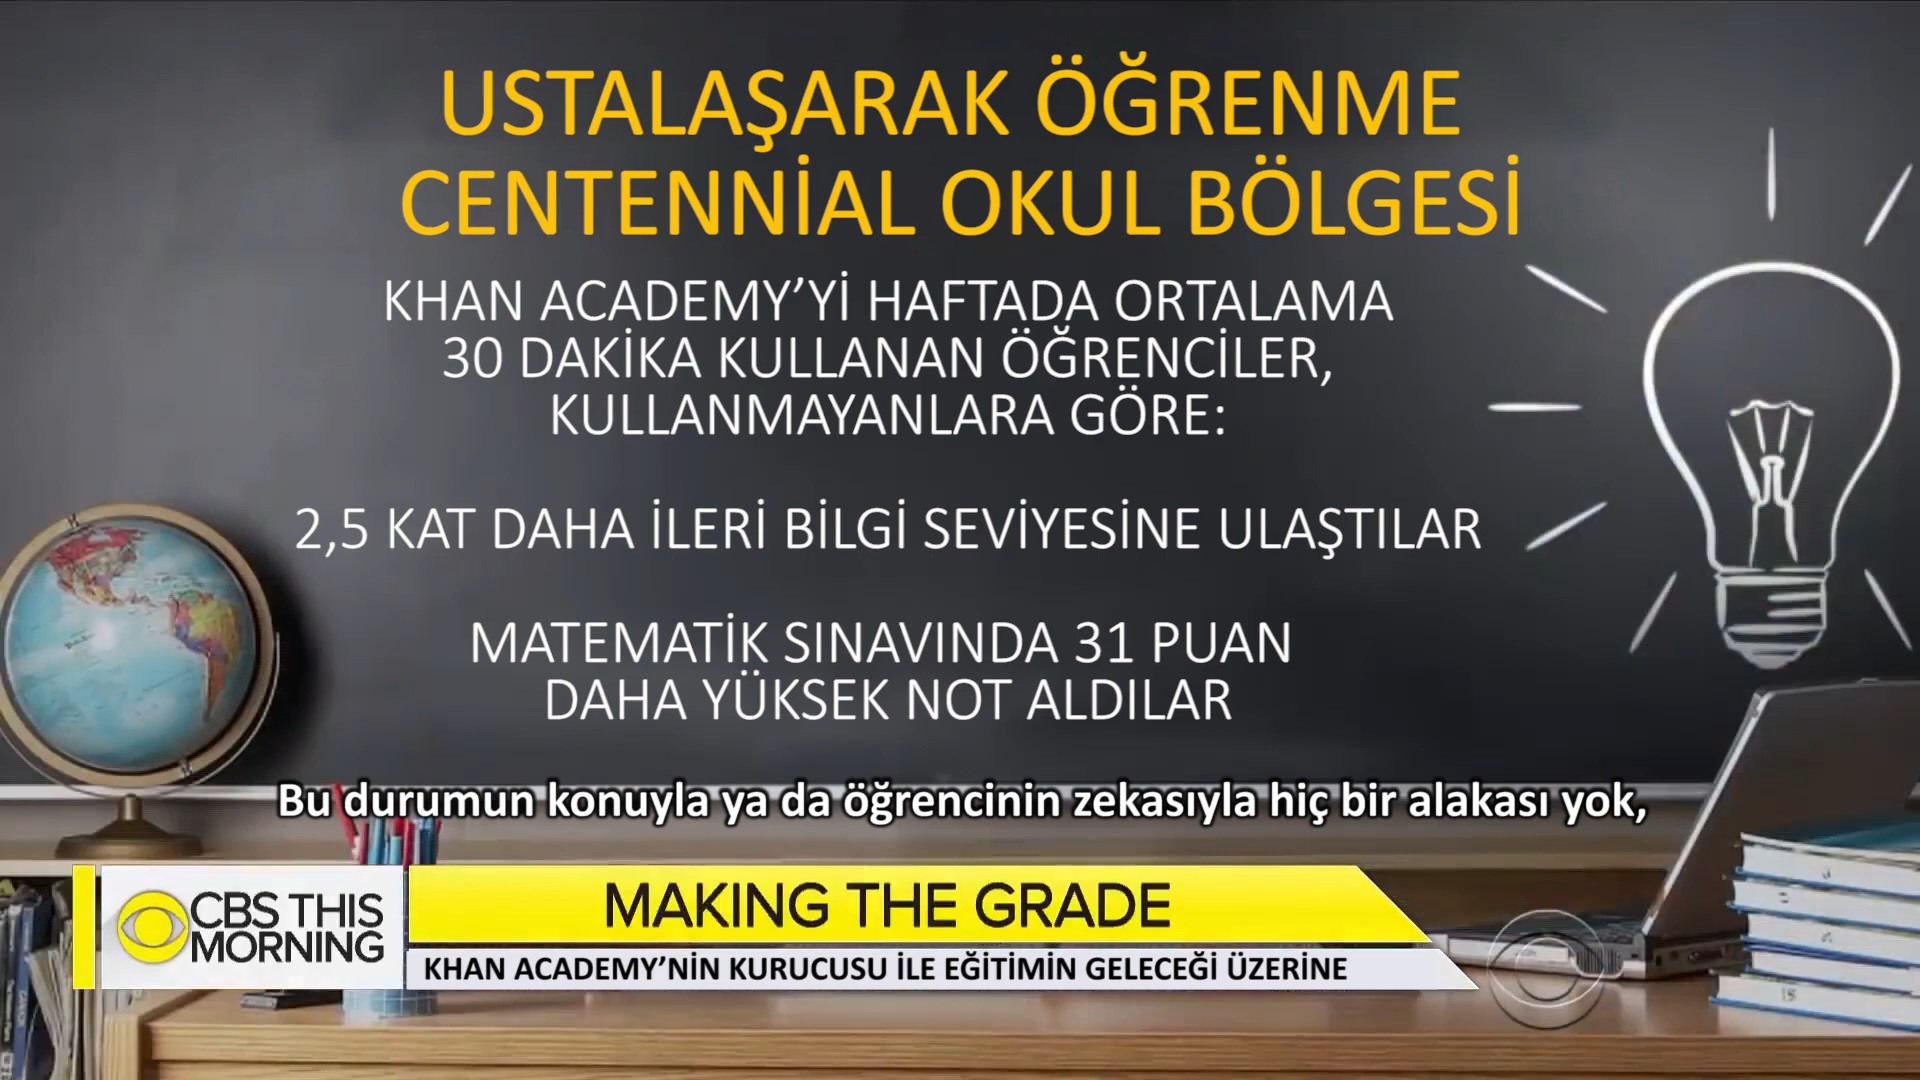 USTALAŞARAK ÖĞRENME
CENTENNİAL OKUL BÖLGESİ
KHAN ACADEMY’Yİ HAFTADA ORTALAMA
30 DAKİKA KULLANAN ÖĞRENCİLER,
KULLANMAYANLARA GÖRE:
2,5 KAT DAHA İLERİ BİLGİ SEVİYESİNE ULAŞTILAR
MATEMATİK SINAVINDA 31 PUAN
DAHA YÜKSEK NOT ALDILAR
Bu durumun konuyla ya da öğrencinin zekasıyla hiç bir alakası yok,
CBS THIS
MORNING
MAKING THE GRADE
KHAN ACADEMY’NİN KURUCUSU İLE EĞİTİMİN GELECEĞİ ÜZERİNE